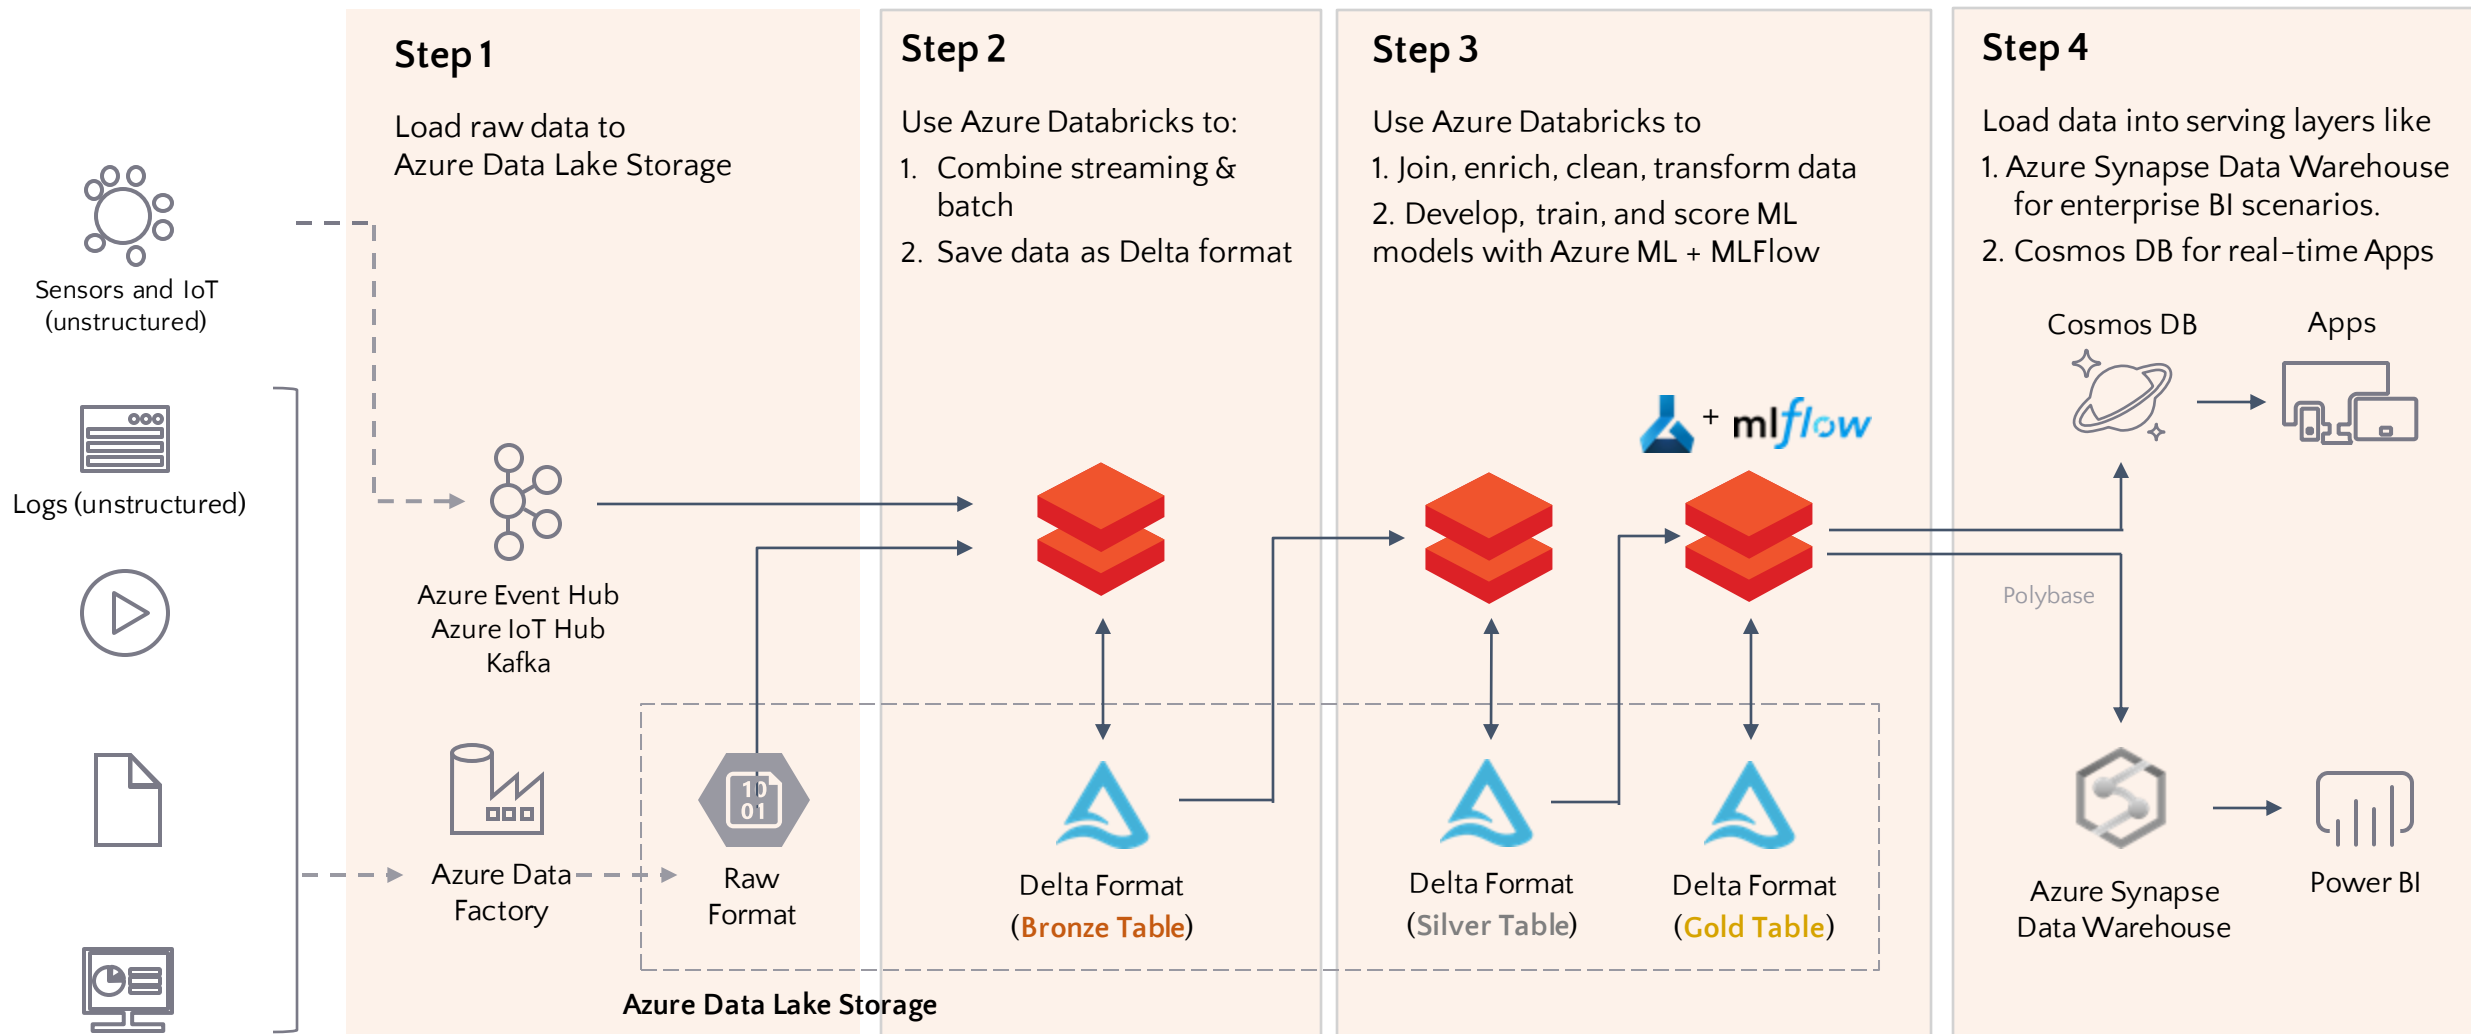 Step 1
Load raw data to
Azure Data Lake Storage
Step 2
Use Azure Databricks to:
1. Combine streaming &
batch
2. Save data as Delta format
Step 3
Use Azure Databricks to
1. Join, enrich, clean, transform data
2. Develop, train, and score ML
models with Azure ML + MLFlow
Step 4
Load data into serving layers like
1. Azure Synapse Data Warehouse
for enterprise BI scenarios.
2. Cosmos DB for real-time Apps
Sensors and IoT
(unstructured)
Logs (unstructured)
Azure Event Hub
Azure IoT Hub
Kafka
Azure Data
Factory
10
01
Raw
Format
Delta Format
(Bronze Table)
+ mlflow
Delta Format
(Silver Table)
Delta Format
(Gold Table)
Azure Data Lake Storage
Cosmos DB
Apps
Polybase
Azure Synapse
Data Warehouse
Power BI